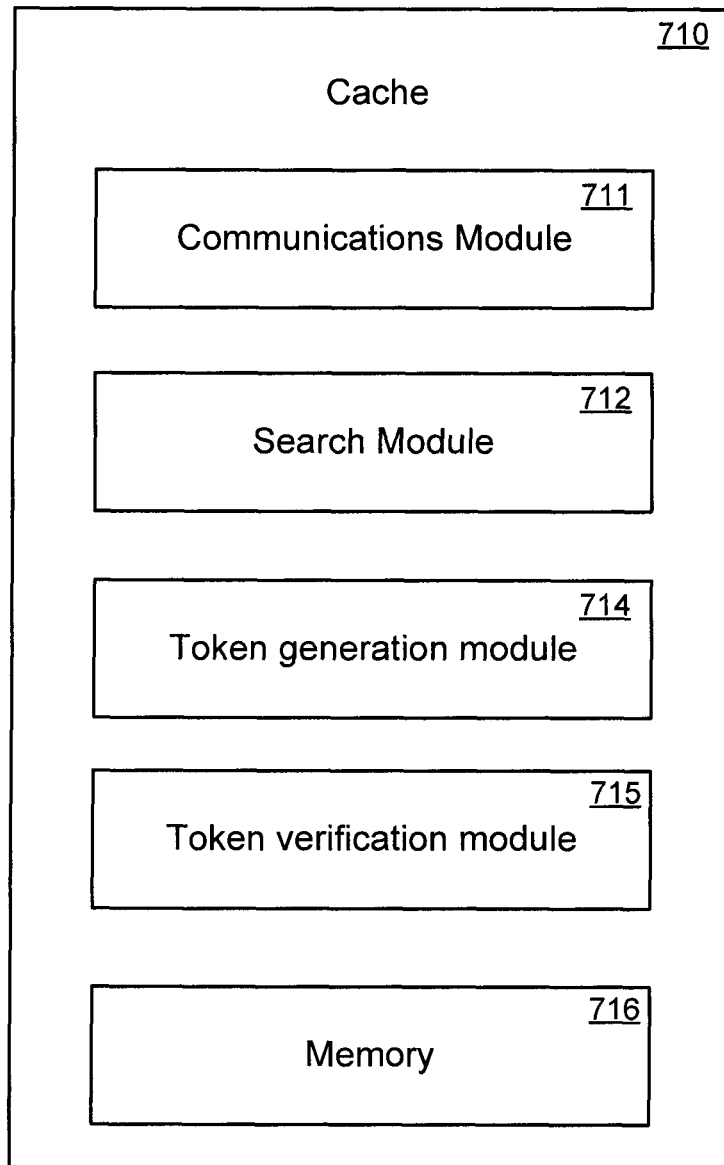 710
Cache
711
Communications Module
712
Search Module
714
Token generation module
715
Token verification module
716
Memory